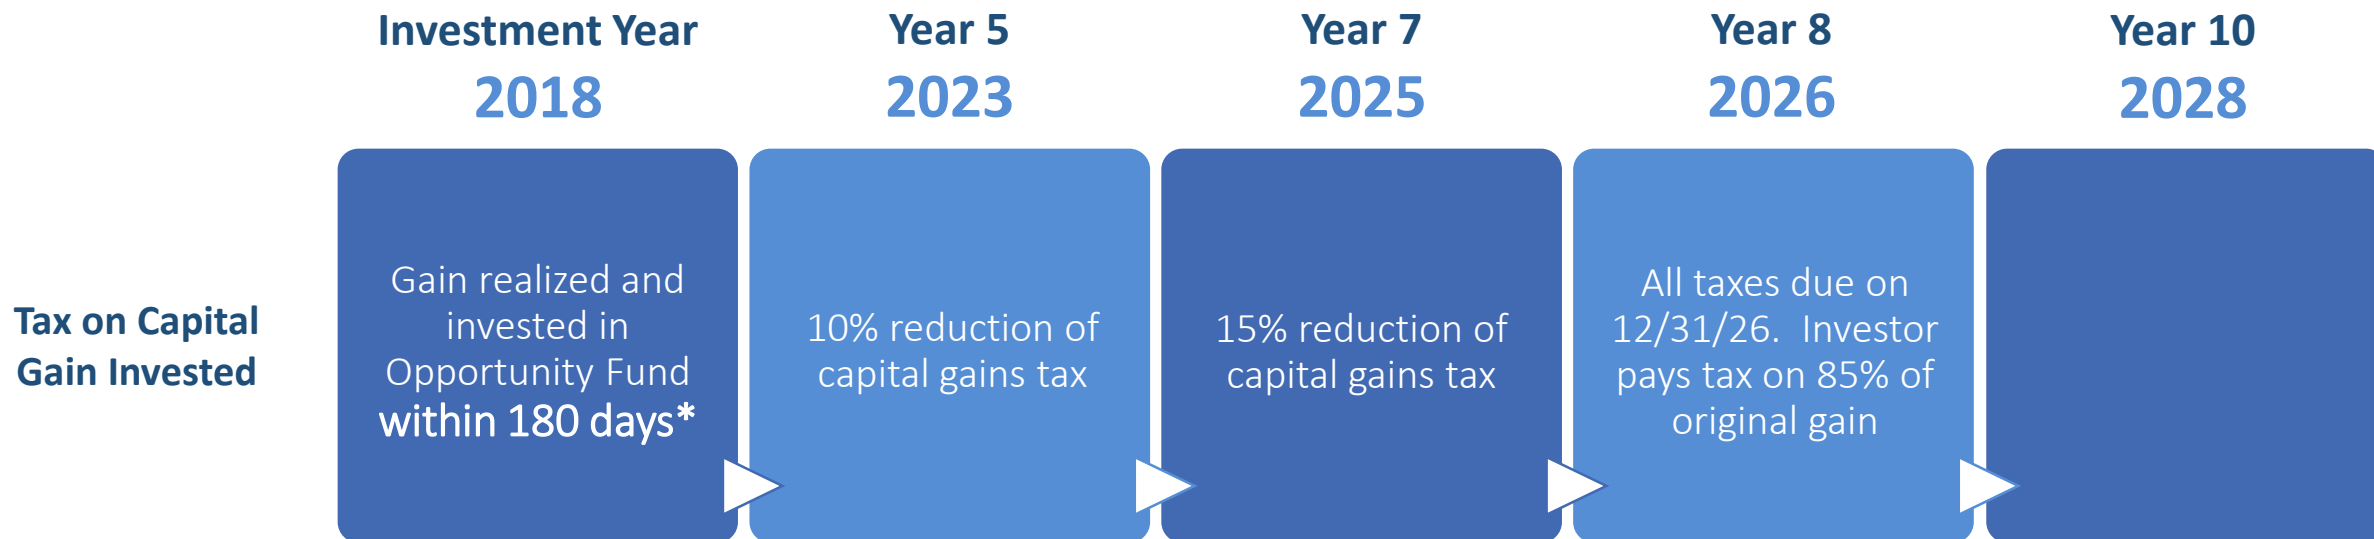 Investment Year
2018
Year 5
2023
Year 7
2025
Year 8
2026
Year 10
2028
Tax on Capital
Gain Invested
Gain realized and
invested in
Opportunity Fund
within 180 days*
10% reduction of
capital gains tax
15% reduction of
capital gains tax
All taxes due on
12/31/26.  Investor
pays tax on 85% of
original gain